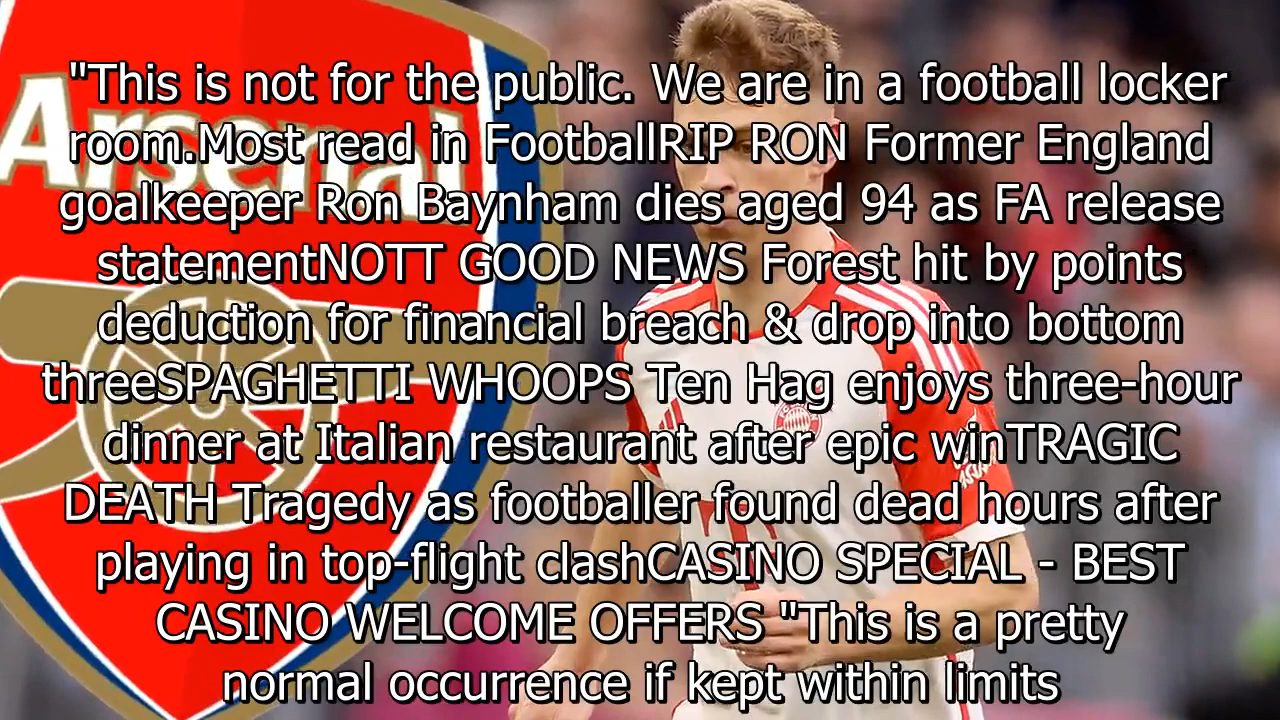 Arsenal
"This is not for the public. We are in a football locker
room.Most read in FootballRIP RON Former England
goalkeeper Ron Baynham dies aged 94 as FA release
statementNOTT GOOD NEWS Forest hit by points
deduction for financial breach & drop into bottom
threeSPAGHETTI WHOOPS Ten Hag enjoys three-hour
dinner at Italian restaurant after epic winTRAGIC
DEATH Tragedy as footballer found dead hours after
playing in top-flight clashCASINO SPECIAL - BEST
CASINO WELCOME OFFERS "This is a pretty
normal occurrence if kept within limits